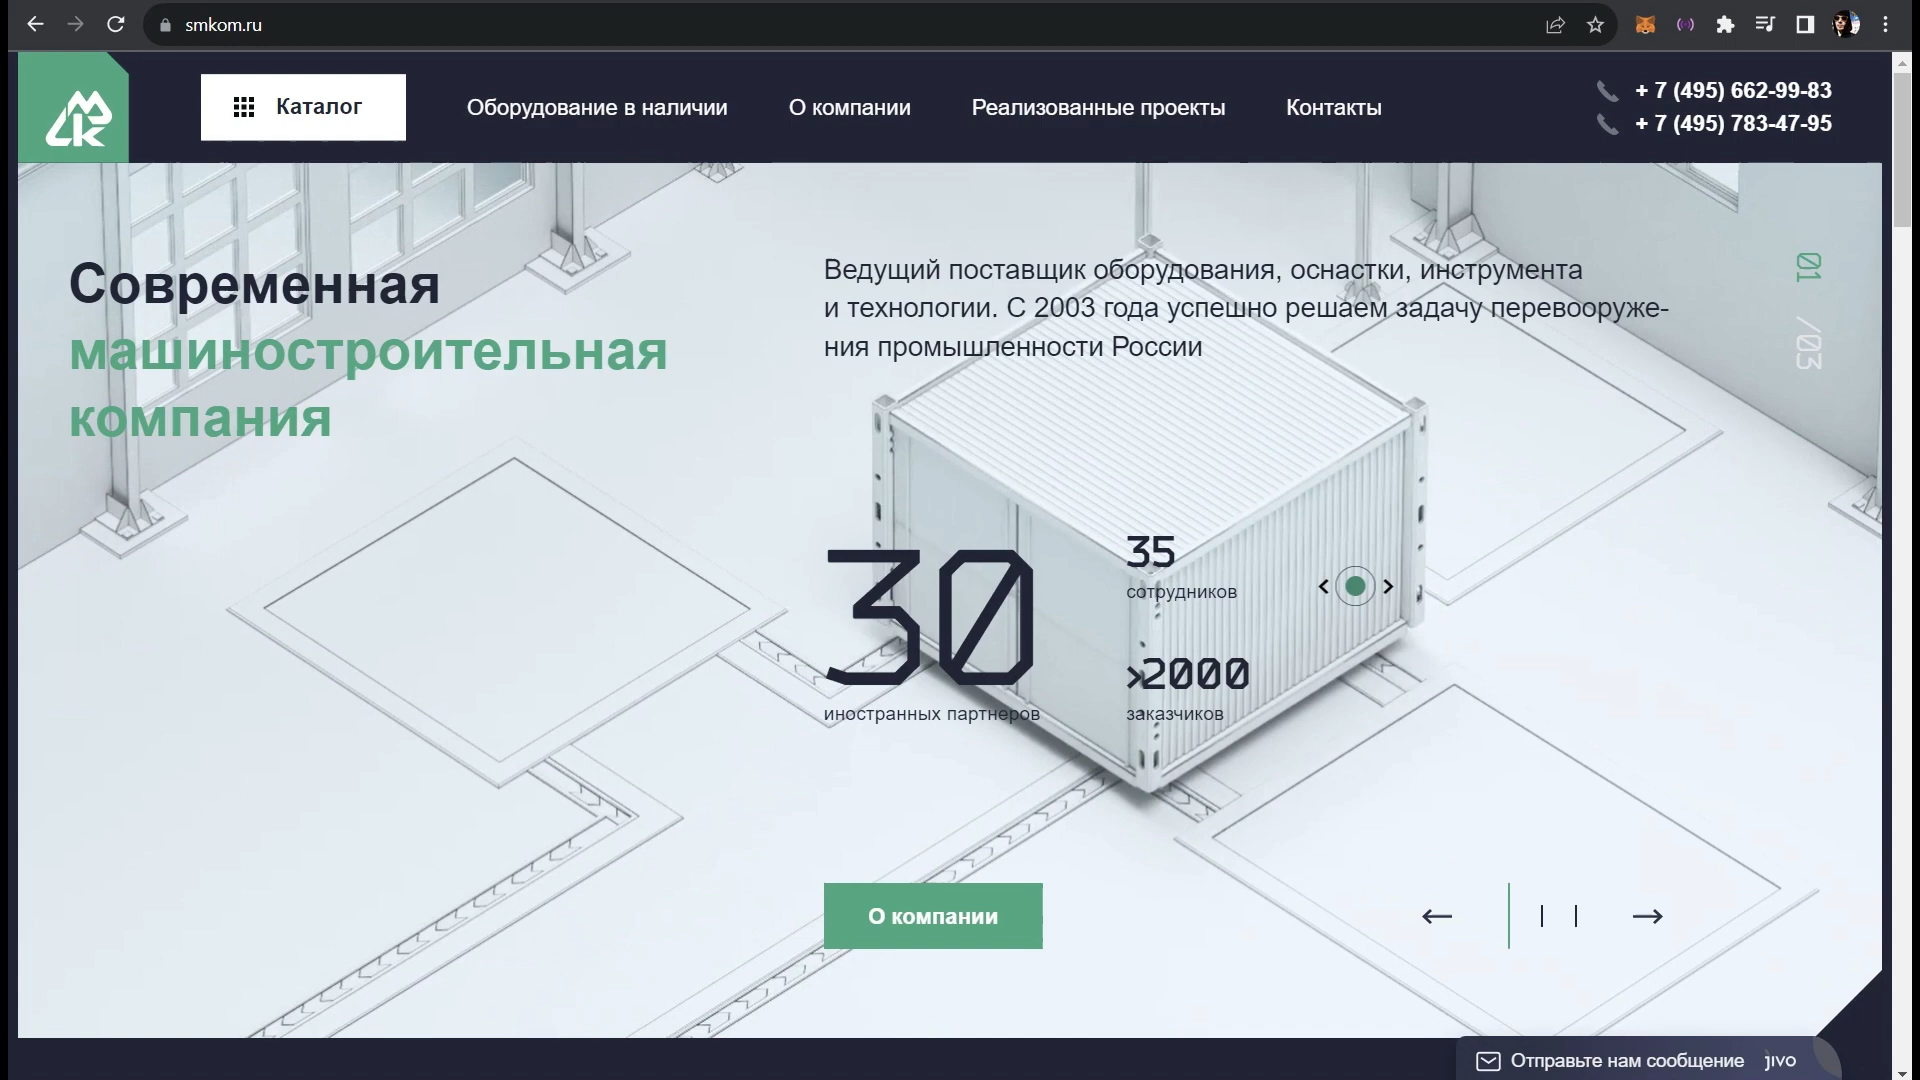 smkom.ru
Каталог
Оборудование в наличии
О компании
Реализованные проекты
Контакты
+ 7 (495) 662-99-83
+ 7 (495) 783-47-95
Современная
машиностроительная
компания
Ведущий поставщик оборудования, оснастки, инструмента
и технологии. С 2003 года успешно решаем задачу перевооруже-
ния промышленности России
01
/03
30
иностранных партнеров
35
сотрудников
>2000
заказчиков
О компании
Отправьте нам сообщение
jivo